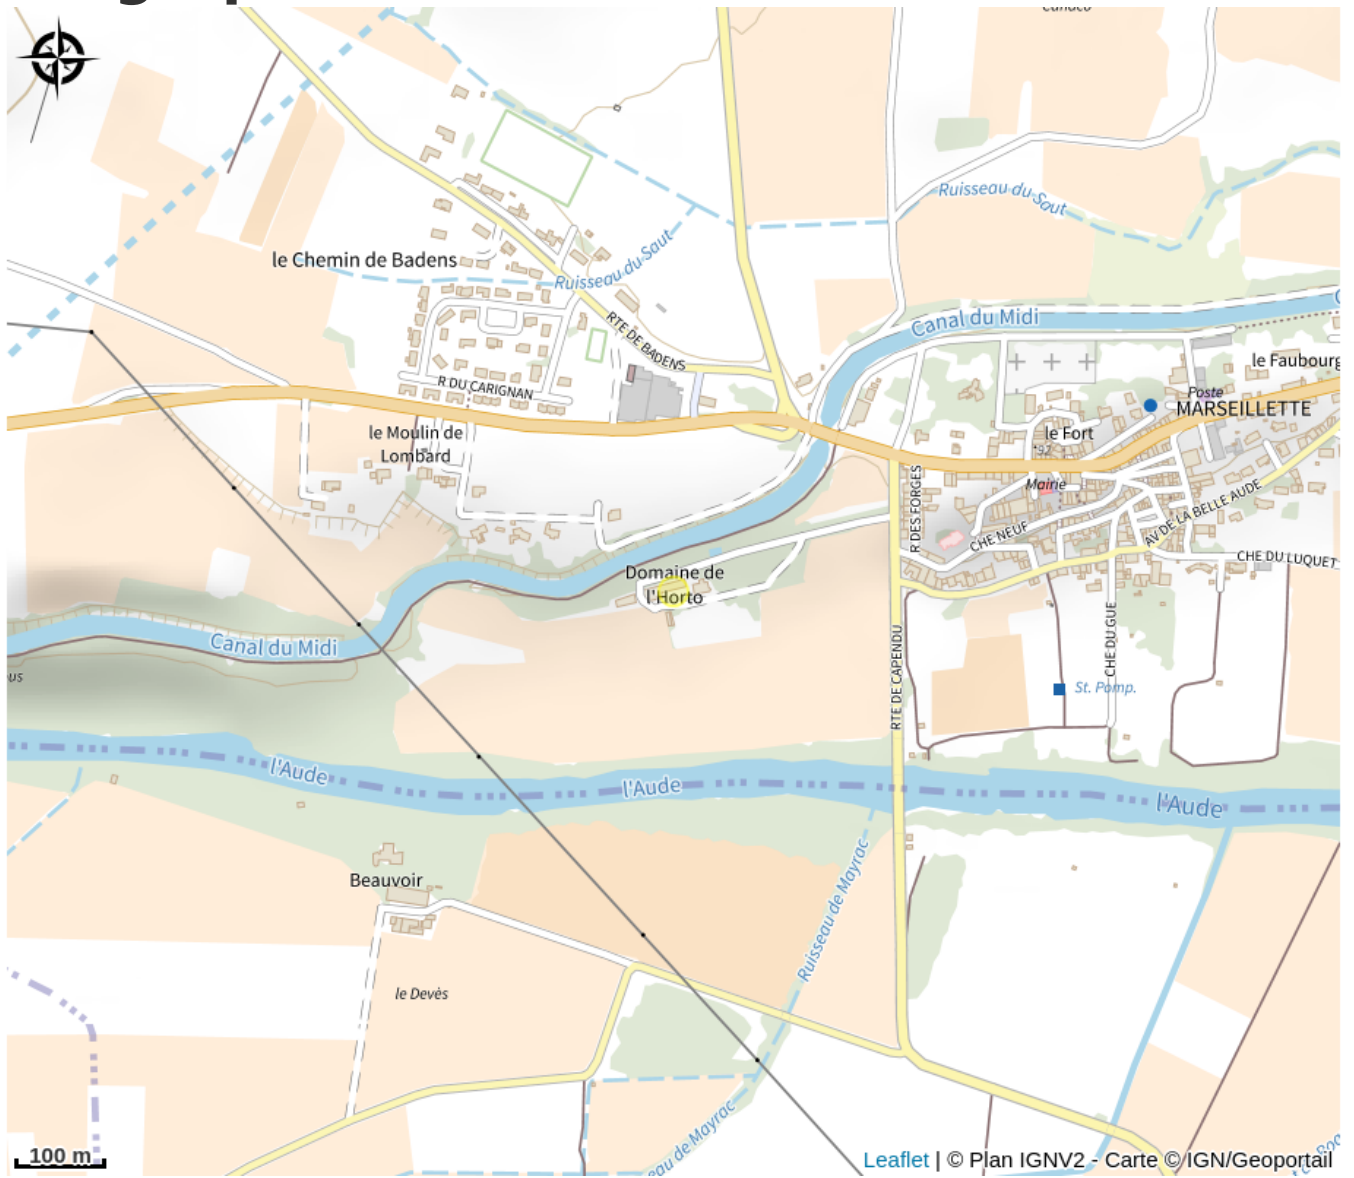 Ruisseau du Saut
le Chemin de Badens
Ruisseau du Saut
Canal du Midi
RTE DE BADENS
le Faubourg
R DU CARIGNAN
Poste
MARSEILLETTE
le Moulin de
Lombard
le Fort
92
Mairie
R DES FORGES
AV DE LA BELLE AUDE
CHE NEUF
CHE DU LUQUET
Domaine de
l'Horto
Canal du Midi
CHE DU GUE
RTE DE CAPENDU
St. Pomp.
l'Aude
l'Aude
l'Aude
Beauvoir
Ruisseau de Mayrac
le Devès
eau de Mayrac
100 m
Leaflet | © Plan IGNV2 - Carte © IGN/Geoportail